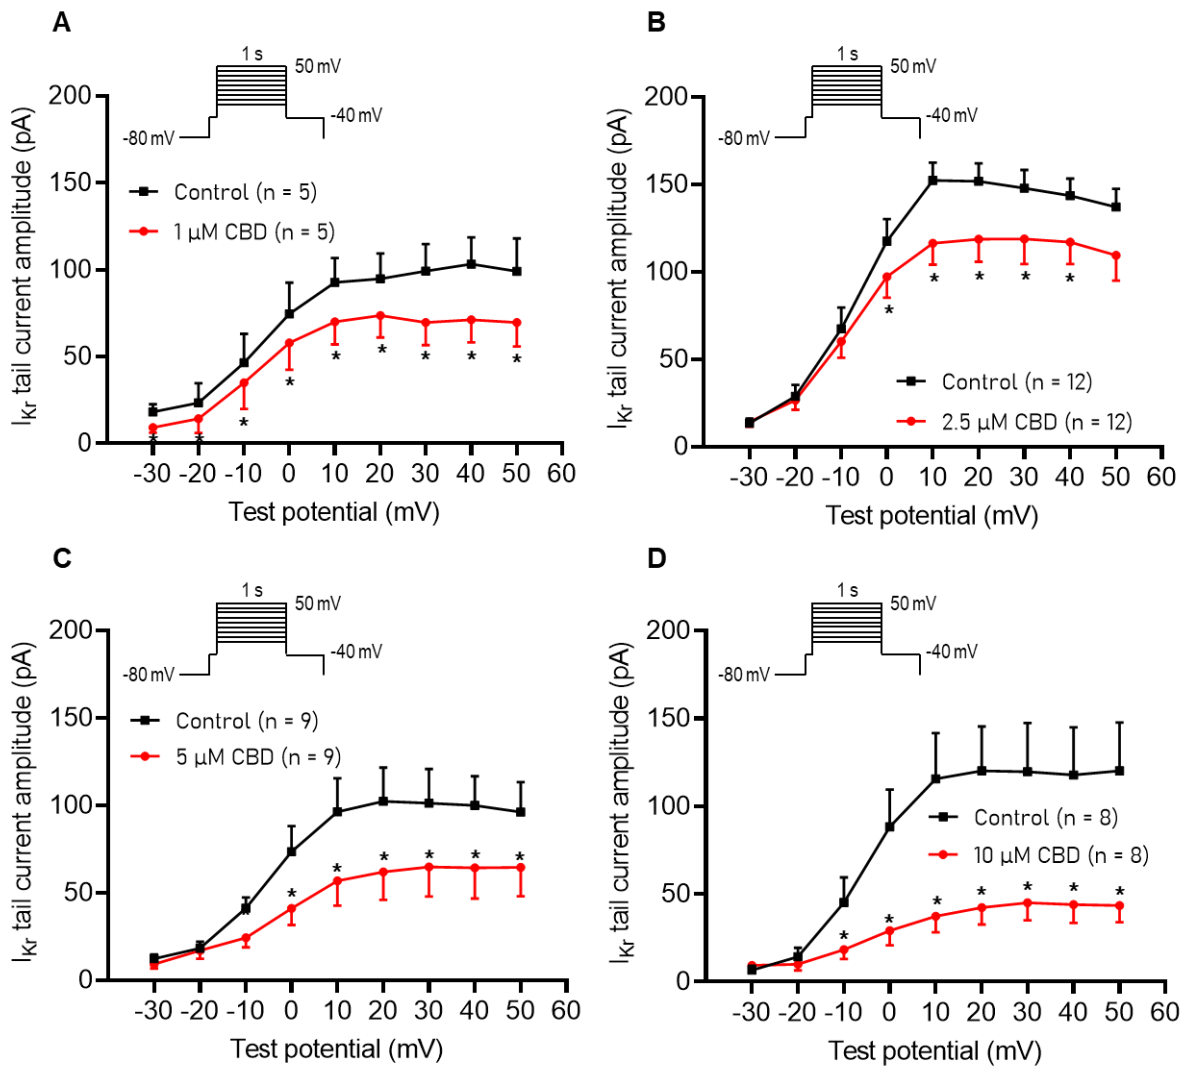 A
1 s
50 mV
-40 mV
-80 mV
200
150
100
50
0
Control (n = 5)
1 µM CBD (n = 5)
* * * * * * * * *
-30 -20 -10 0 10 20 30 40 50 60
Test potential (mV)
IKr tail current amplitude (pA)
B
1 s
50 mV
-40 mV
-80 mV
200
150
100
50
0
* * * * *
Control (n = 12)
2.5 µM CBD (n = 12)
-30 -20 -10 0 10 20 30 40 50 60
Test potential (mV)
IKr tail current amplitude (pA)
C
1 s
50 mV
-40 mV
-80 mV
200
150
100
50
0
Control (n = 9)
5 µM CBD (n = 9)
* * * * * * *
-30 -20 -10 0 10 20 30 40 50 60
Test potential (mV)
IKr tail current amplitude (pA)
D
1 s
50 mV
-40 mV
-80 mV
200
150
100
50
0
Control (n = 8)
10 µM CBD (n = 8)
* * * * * * *
-30 -20 -10 0 10 20 30 40 50 60
Test potential (mV)
IKr tail current amplitude (pA)